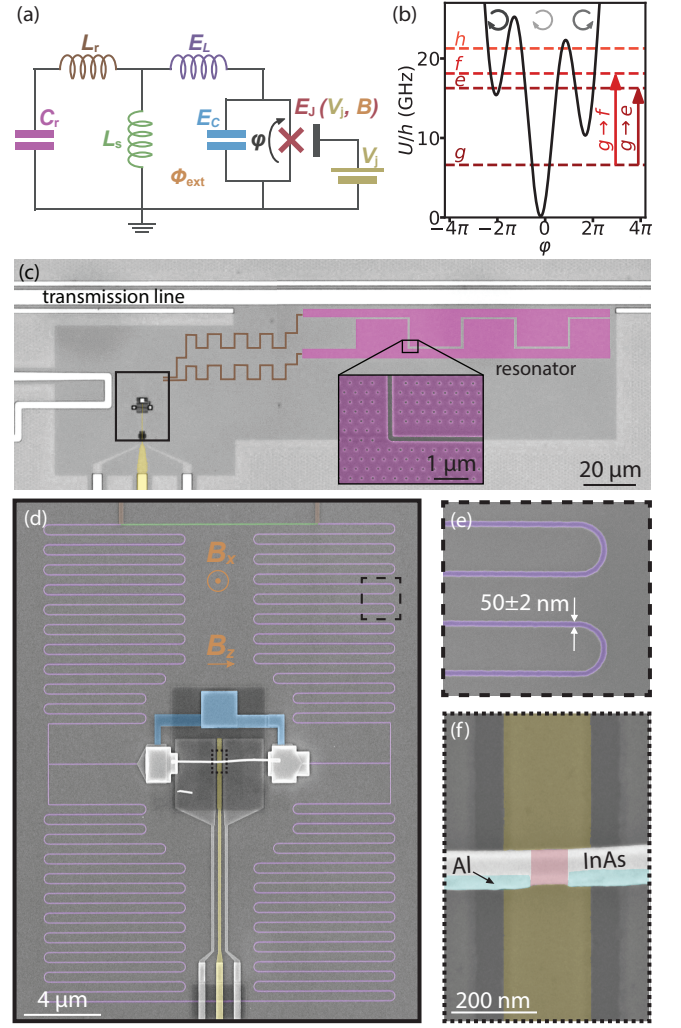 (a)
L_r
E_L
C_r
L_s
E_C
φ
E_J (V_j, B)
V_j
Φ_ext
(b)
U/h (GHz)
20
10
0
h
f
e
g
g→f
g→e
−4π
−2π
0
2π
4π
φ
(c)
transmission line
resonator
1 μm
20 μm
(d)
B_x
B_z
4 μm
(e)
50±2 nm
(f)
Al
InAs
200 nm